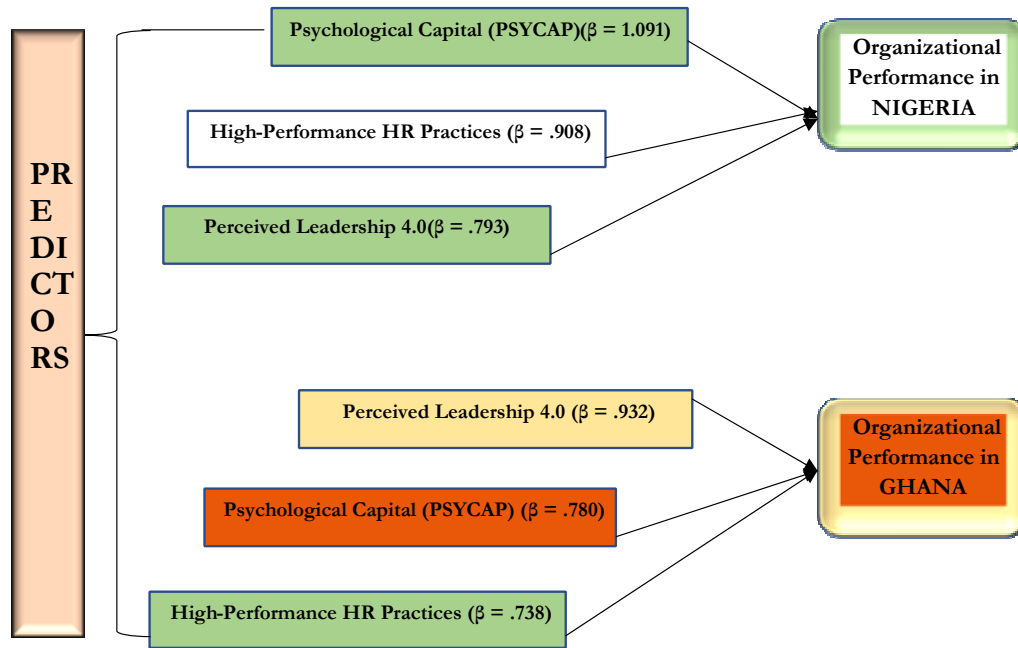 PR
E
DI
CT
O
RS
Psychological Capital (PSYCAP)(β = 1.091)
High-Performance HR Practices (β = .908)
Perceived Leadership 4.0(β = .793)
Organizational
Performance in
NIGERIA
Perceived Leadership 4.0 (β = .932)
Psychological Capital (PSYCAP) (β = .780)
High-Performance HR Practices (β = .738)
Organizational
Performance in
GHANA